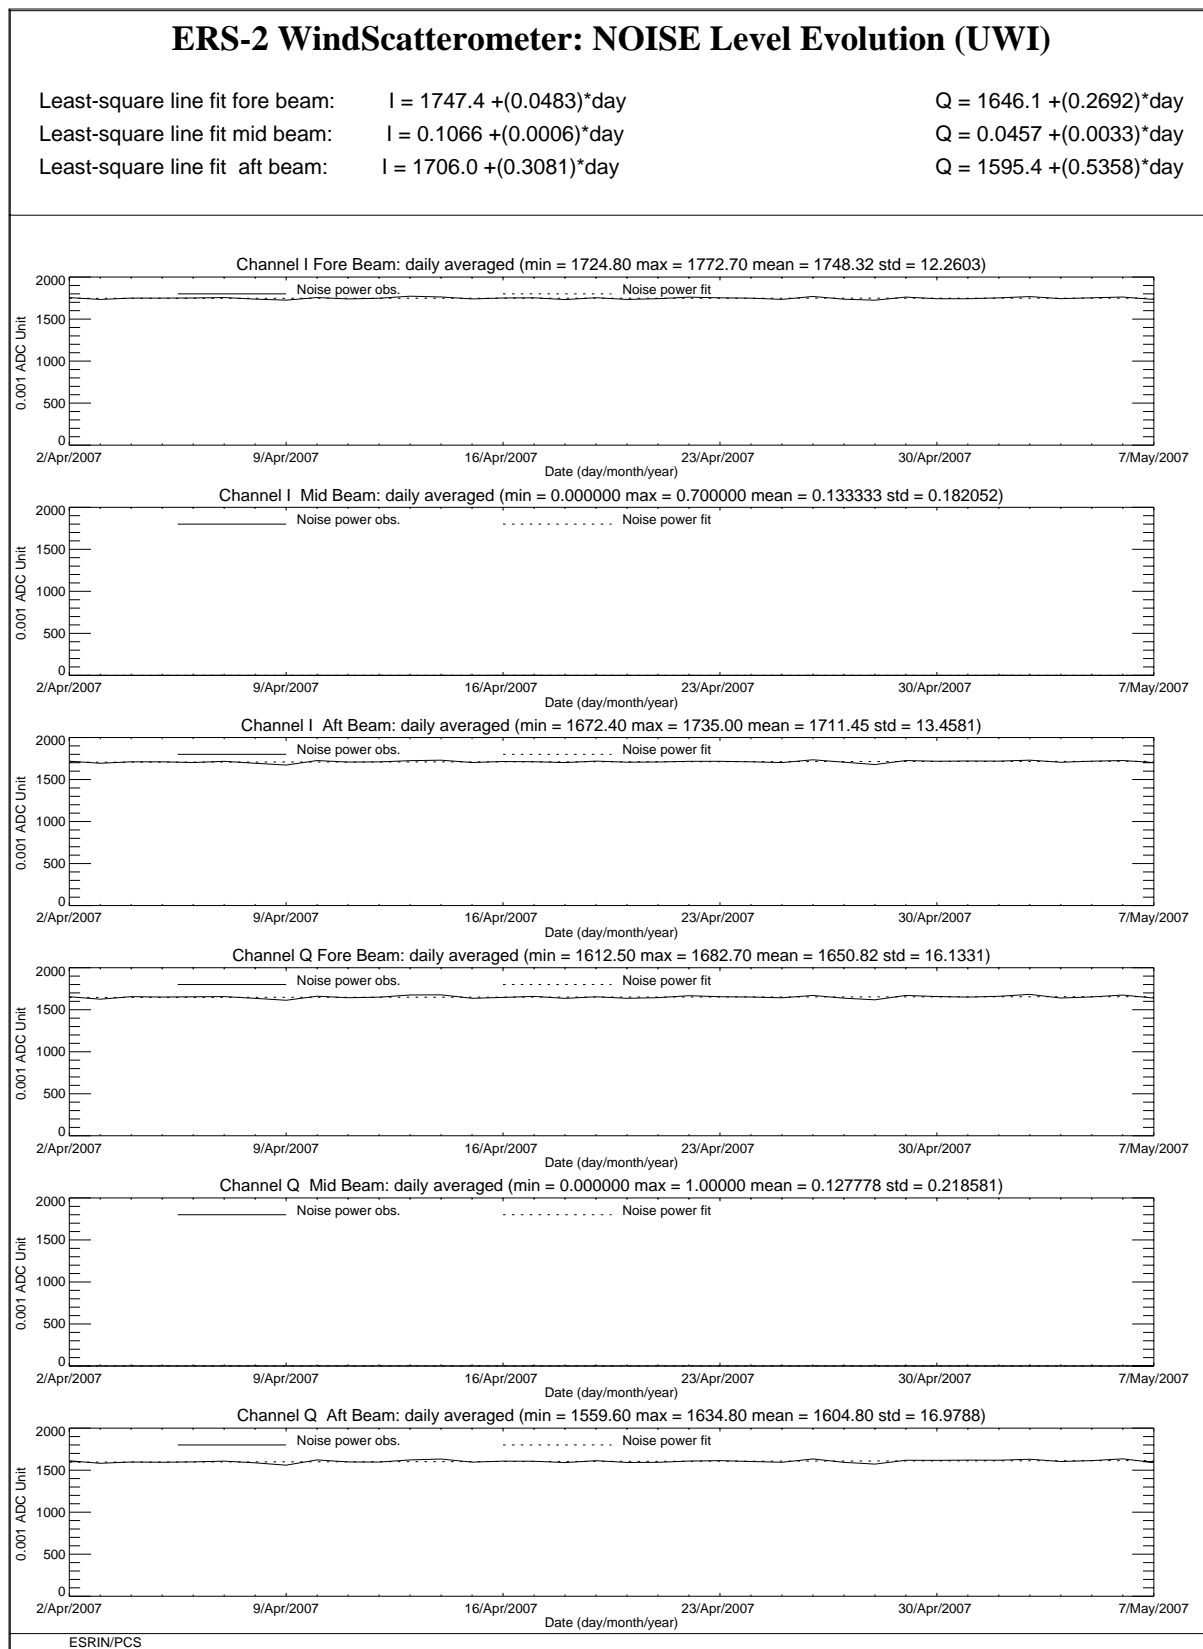 ERS-2 WindScatterometer: NOISE Level Evolution (UWI)
Least-square line fit fore beam: I = 1747.4 +(0.0483)*day Q = 1646.1 +(0.2692)*day
Least-square line fit mid beam: I = 0.1066 +(0.0006)*day Q = 0.0457 +(0.0033)*day
Least-square line fit aft beam: I = 1706.0 +(0.3081)*day Q = 1595.4 +(0.5358)*day
Channel I Fore Beam: daily averaged (min = 1724.80 max = 1772.70 mean = 1748.32 std = 12.2603)
Noise power obs. Noise power fit
0.001 ADC Unit
2000
1500
1000
500
0
2/Apr/2007 9/Apr/2007 16/Apr/2007 23/Apr/2007 30/Apr/2007 7/May/2007
Date (day/month/year)
Channel I Mid Beam: daily averaged (min = 0.000000 max = 0.700000 mean = 0.133333 std = 0.182052)
Noise power obs. Noise power fit
0.001 ADC Unit
2000
1500
1000
500
0
2/Apr/2007 9/Apr/2007 16/Apr/2007 23/Apr/2007 30/Apr/2007 7/May/2007
Date (day/month/year)
Channel I Aft Beam: daily averaged (min = 1672.40 max = 1735.00 mean = 1711.45 std = 13.4581)
Noise power obs. Noise power fit
0.001 ADC Unit
2000
1500
1000
500
0
2/Apr/2007 9/Apr/2007 16/Apr/2007 23/Apr/2007 30/Apr/2007 7/May/2007
Date (day/month/year)
Channel Q Fore Beam: daily averaged (min = 1612.50 max = 1682.70 mean = 1650.82 std = 16.1331)
Noise power obs. Noise power fit
0.001 ADC Unit
2000
1500
1000
500
0
2/Apr/2007 9/Apr/2007 16/Apr/2007 23/Apr/2007 30/Apr/2007 7/May/2007
Date (day/month/year)
Channel Q Mid Beam: daily averaged (min = 0.000000 max = 1.00000 mean = 0.127778 std = 0.218581)
Noise power obs. Noise power fit
0.001 ADC Unit
2000
1500
1000
500
0
2/Apr/2007 9/Apr/2007 16/Apr/2007 23/Apr/2007 30/Apr/2007 7/May/2007
Date (day/month/year)
Channel Q Aft Beam: daily averaged (min = 1559.60 max = 1634.80 mean = 1604.80 std = 16.9788)
Noise power obs. Noise power fit
0.001 ADC Unit
2000
1500
1000
500
0
2/Apr/2007 9/Apr/2007 16/Apr/2007 23/Apr/2007 30/Apr/2007 7/May/2007
Date (day/month/year)
ESRIN/PCS